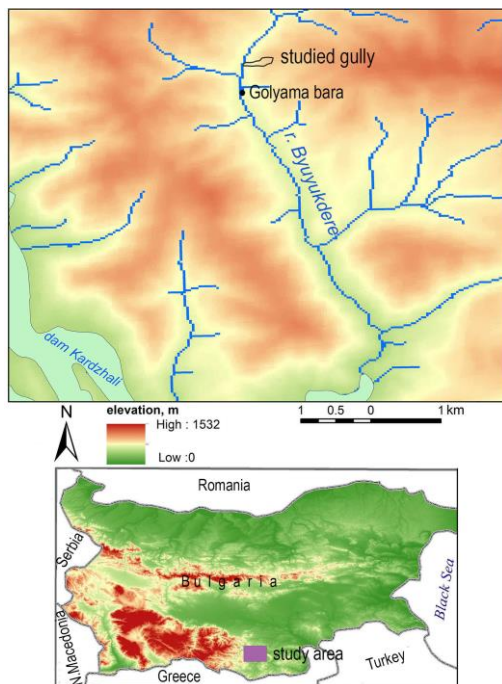 studied gully
Golyama bara
r. Byuyukdere
dam Kardzhali
N
elevation, m
High : 1532
Low :0
1 0.5 0 1 km
Romania
Serbia
Bulgaria
Black Sea
N.Macedonia
study area
Greece
Turkey